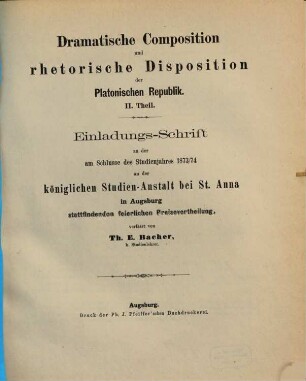 Dramatische Composition
und
rhetorische Disposition
der
Platonischen Republik.
II. Theil.
Einladungs-Schrift
zu der
am Schlusse des Studienjahres 1873/74
an der
königlichen Studien-Anstalt bei St. Anna
in Augsburg
stattfindenden feierlichen Preisevertheilung,
verfasst von
Th. E. Bacher,
k. Studienlehrer.
Augsburg.
Druck der Ph. J. Pfeiffer'schen Buchdruckerei.